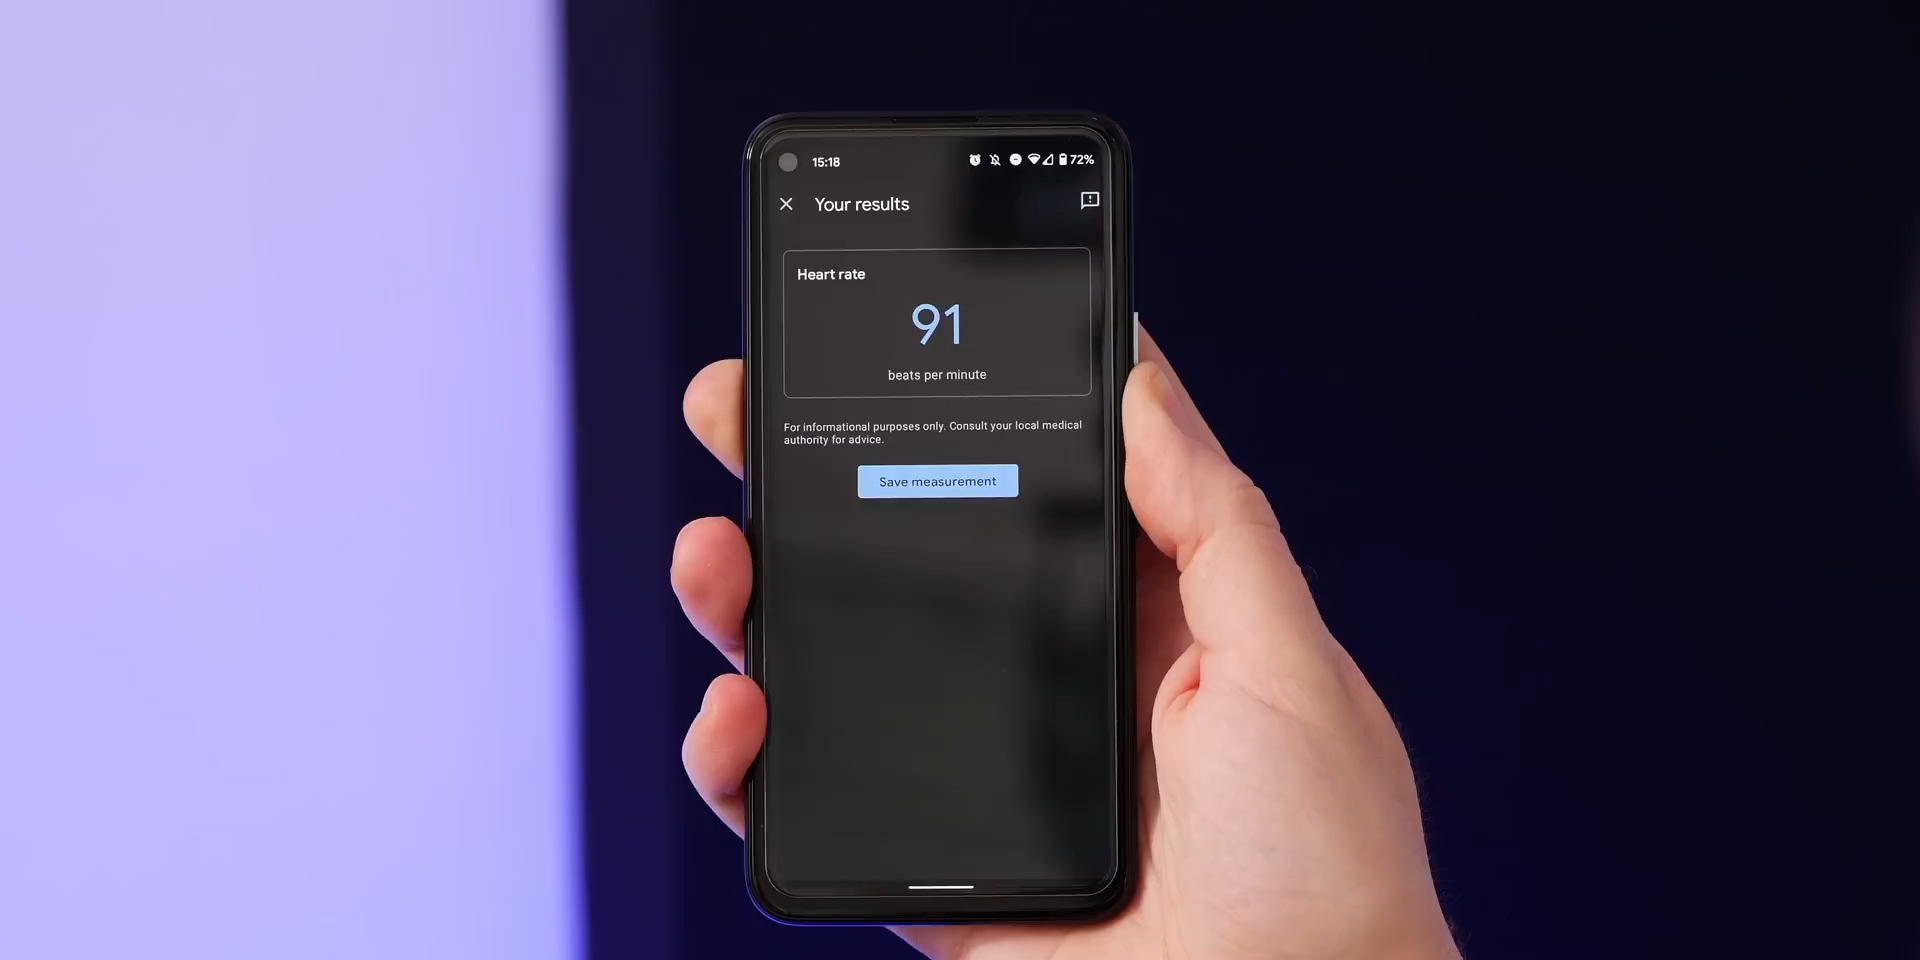 15:18 72%
Your results
Heart rate
91
beats per minute
For informational purposes only. Consult your local medical
authority for advice.
Save measurement